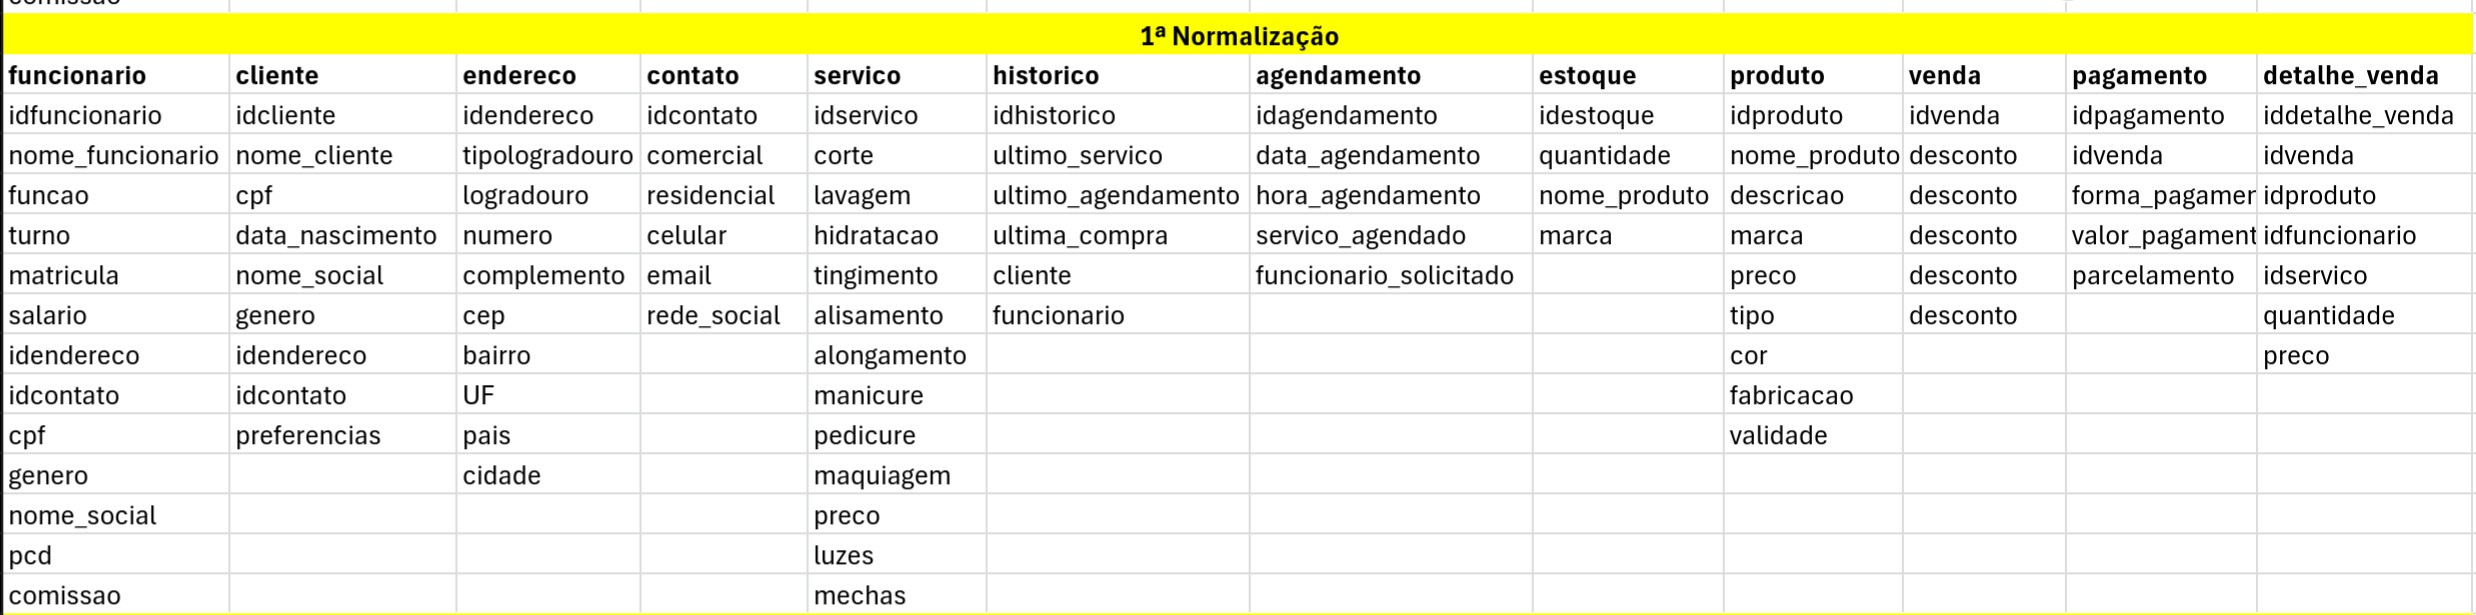 comissao
1ª Normalização
funcionario cliente endereco contato servico historico agendamento estoque produto venda pagamento detalhe_venda
idfuncionario idcliente idendereco idcontato idservico idhistorico idagendamento idestoque idproduto idvenda idpagamento iddetalhe_venda
nome_funcionario nome_cliente tipologradouro comercial corte ultimo_servico data_agendamento quantidade nome_produto desconto idvenda idvenda
funcao cpf logradouro residencial lavagem ultimo_agendamento hora_agendamento nome_produto descricao desconto forma_pagamer idproduto
turno data_nascimento numero celular hidratacao ultima_compra servico_agendado marca marca desconto valor_pagament idfuncionario
matricula nome_social complemento email tingimento cliente funcionario_solicitado preco desconto parcelamento idservico
salario genero cep rede_social alisamento funcionario tipo desconto quantidade
idendereco idendereco bairro alongamento cor preco
idcontato idcontato UF manicure fabricacao
cpf preferencias pais pedicure validade
genero cidade maquiagem
nome_social preco
pcd luzes
comissao mechas